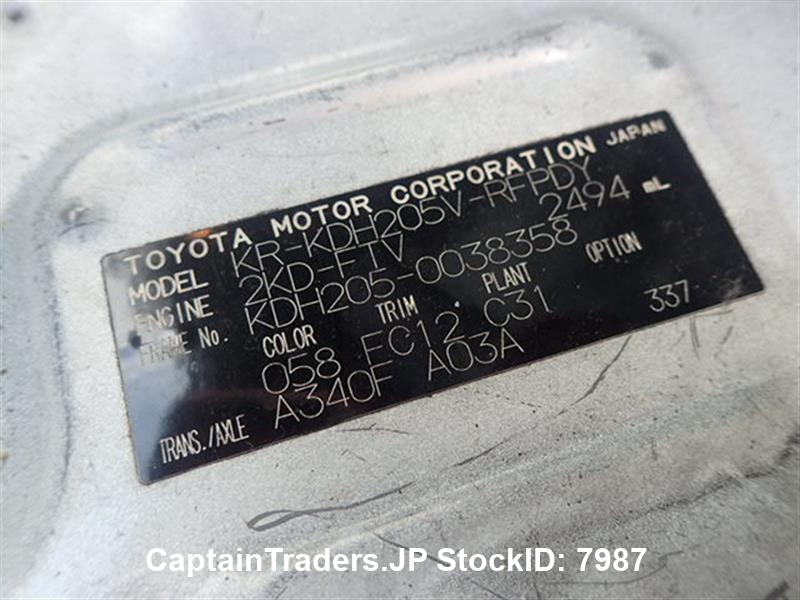 TOYOTA MOTOR CORPORATION JAPAN
MODEL KR-KDH205V-RFPDY
ENGINE 2KD-FTV 2494 mL
FRAME No. KDH205-0038358
COLOR TRIM PLANT OPTION
058 FC12 C31
TRANS./AXLE A340F A03A 337
CaptainTraders.JP StockID: 7987